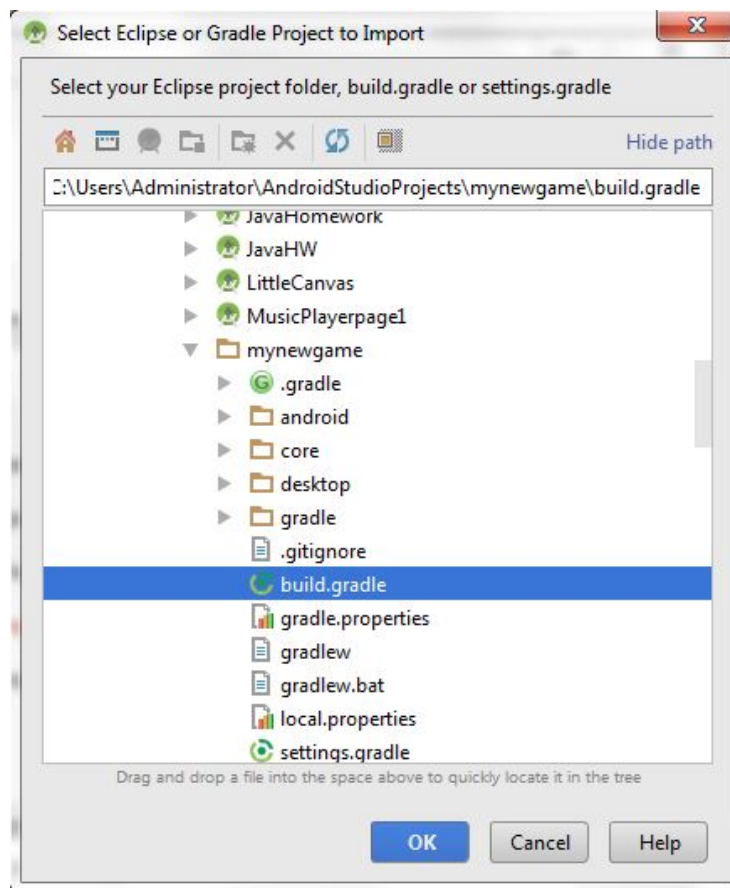 Select Eclipse or Gradle Project to Import
Select your Eclipse project folder, build.gradle or settings.gradle
Hide path
C:\Users\Administrator\AndroidStudioProjects\mynewgame\build.gradle
JavaHomework
JavaHW
LittleCanvas
MusicPlayerpage1
mynewgame
.gradle
android
core
desktop
gradle
.gitignore
build.gradle
gradle.properties
gradlew
gradlew.bat
local.properties
settings.gradle
Drag and drop a file into the space above to quickly locate it in the tree
OK Cancel Help